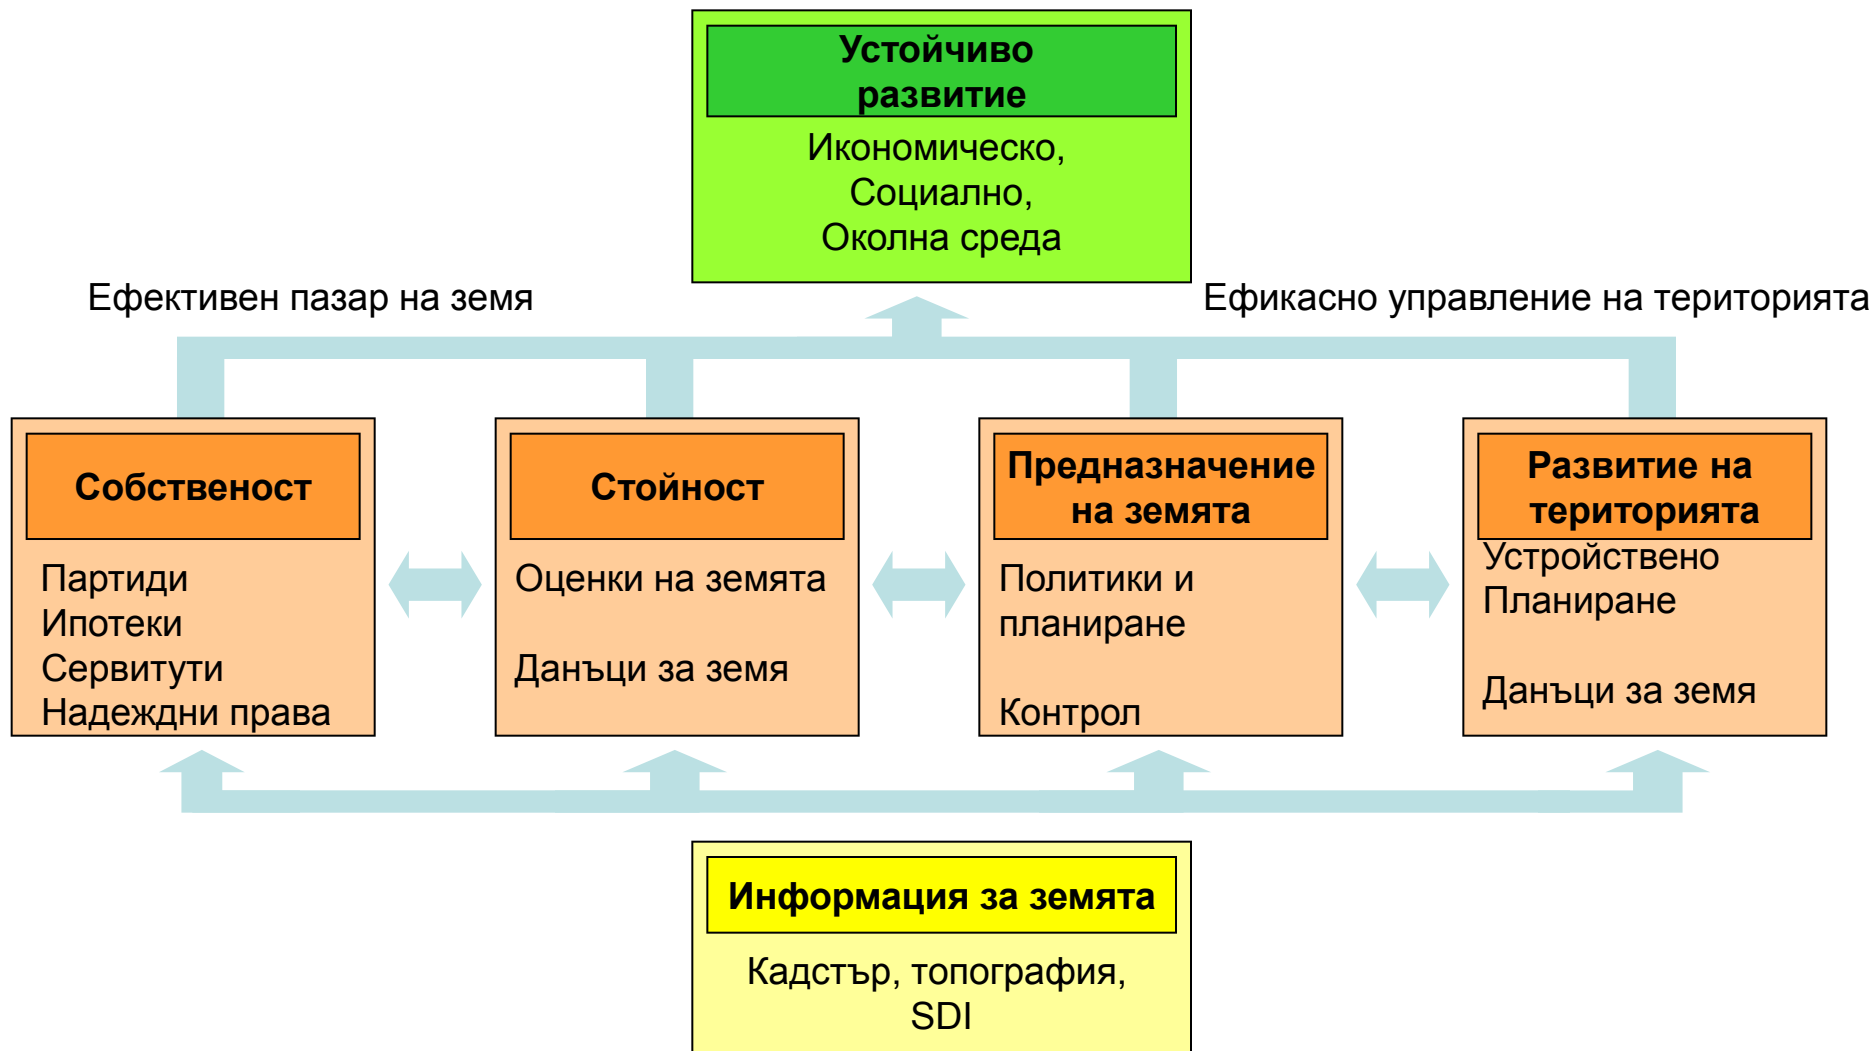 Устойчиво
развитие
Икономическо,
Социално,
Околна среда
Ефективен пазар на земя
Ефикасно управление на територията
Собственост
Партиди
Ипотеки
Сервитути
Надеждни права
Стойност
Оценки на земята
Данъци за земя
Предназначение
на земята
Политики и
планиране
Контрол
Развитие на
територията
Устройствено
Планиране
Данъци за земя
Информация за земята
Кадстър, топография,
SDI